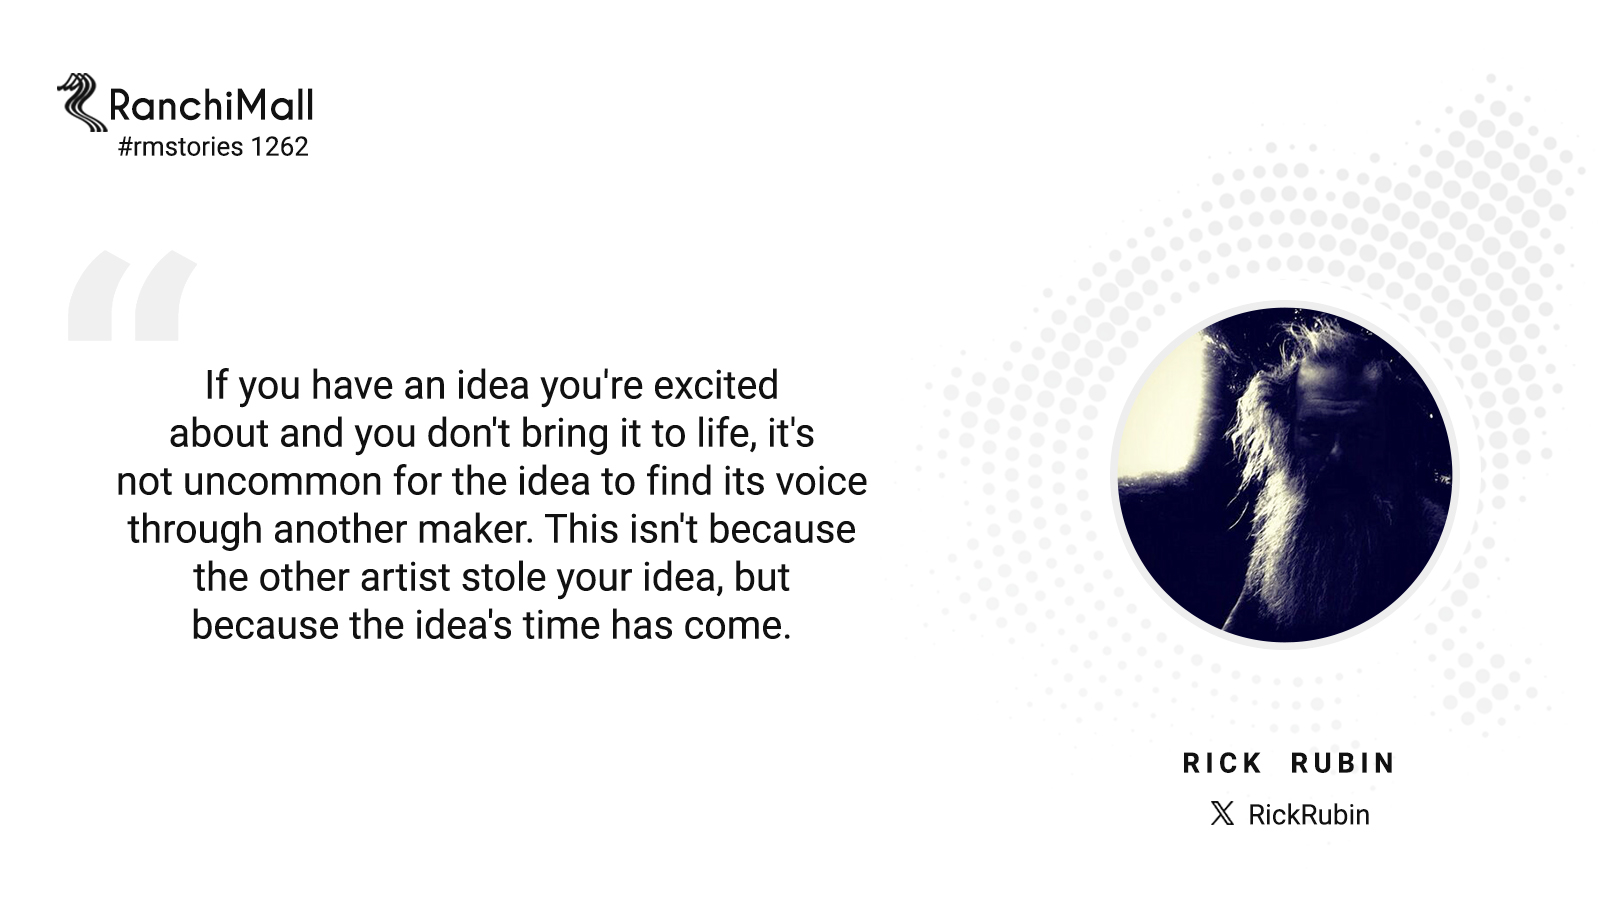 RanchiMall
#rmstories 1262
“
If you have an idea you're excited
about and you don't bring it to life, it's
not uncommon for the idea to find its voice
through another maker. This isn't because
the other artist stole your idea, but
because the idea's time has come.
RICK RUBIN
X RickRubin